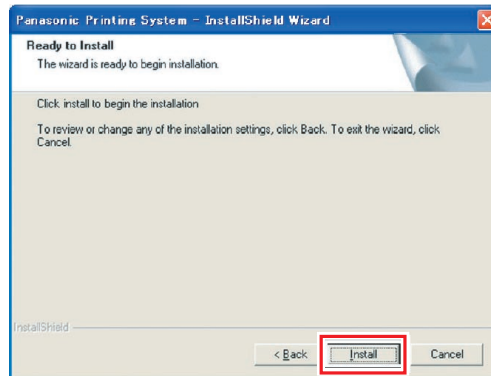 Panasonic Printing System - InstallShield Wizard
Ready to Install
The wizard is ready to begin installation.
Click install to begin the installation
To review or change any of the installation settings, click Back. To exit the wizard, click
Cancel.
InstallShield
< Back
Install
Cancel